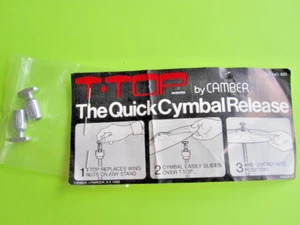 T·TOP
by CAMBER
The Quick Cymbal Release
1 T-TOP REPLACES WING
NUTS ON ANY STAND
2 CYMBAL EASILY SLIDES
OVER T-TOP
3